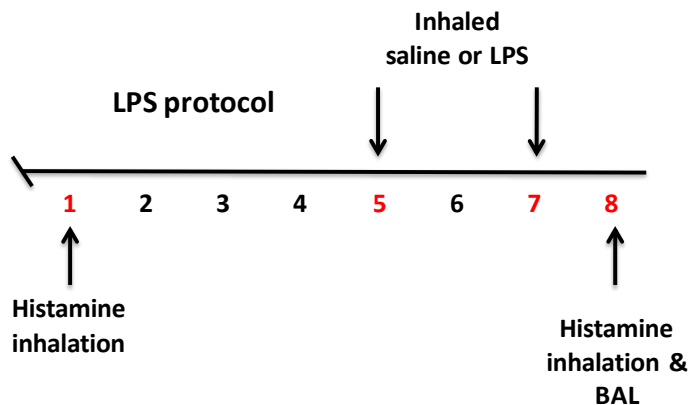 Inhaled
saline or LPS
LPS protocol
1 2 3 4 5 6 7 8
Histamine
inhalation
Histamine
inhalation &
BAL